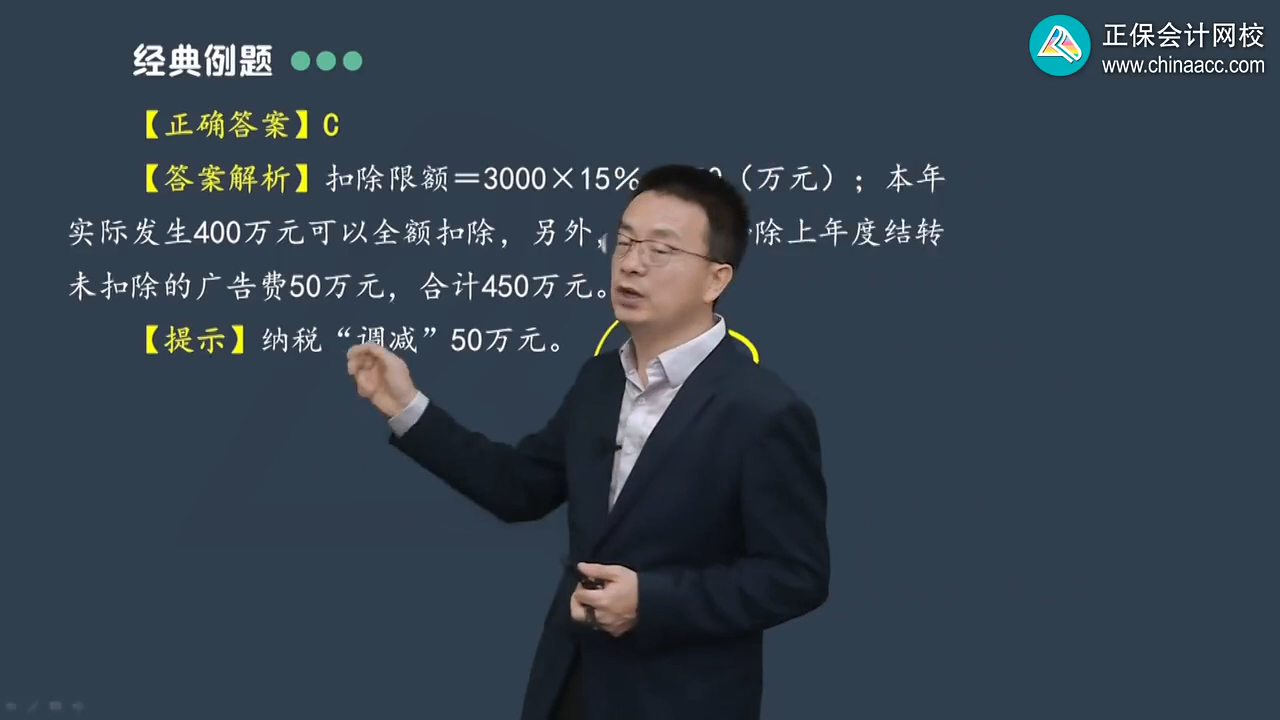 经典例题
正保会计网校
www.chinaacc.com
【正确答案】C
【答案解析】扣除限额＝3000×15%（万元）；本年
实际发生400万元可以全额扣除，另外，除上年度结转
未扣除的广告费50万元，合计450万元。
【提示】纳税“调减”50万元。